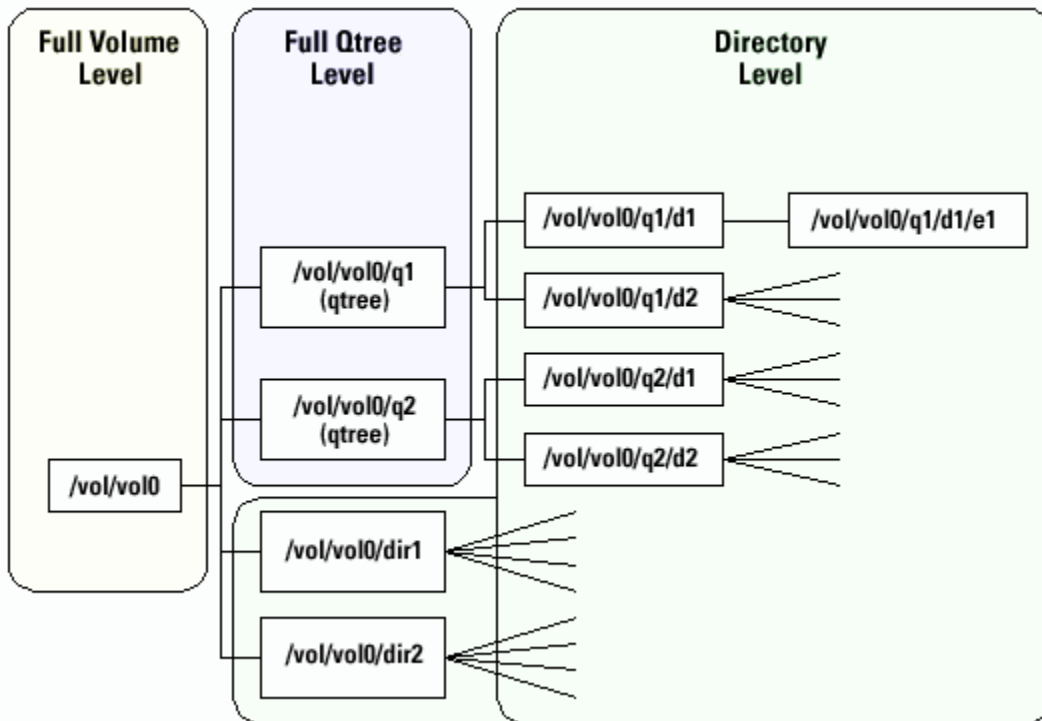 Full Volume
Level
Full Qtree
Level
Directory
Level
/vol/vol0/q1/d1
/vol/vol0/q1/d1/e1
/vol/vol0/q1
(qtree)
/vol/vol0/q1/d2
/vol/vol0/q2/d1
/vol/vol0/q2
(qtree)
/vol/vol0/q2/d2
/vol/vol0
/vol/vol0/dir1
/vol/vol0/dir2